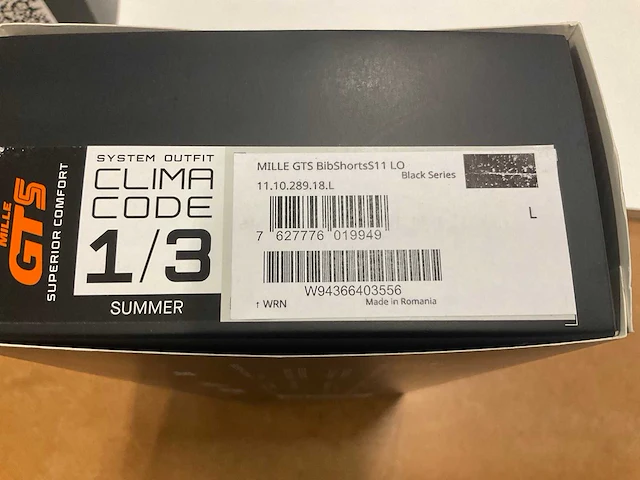 MILLE
GTS
SUPERIOR COMFORT
SYSTEM OUTFIT
CLIMA
CODE
1/3
SUMMER
MILLE GTS BibShortsS11 LO
Black Series
11.10.289.18.L
L
7 627776 019949
W94366403556
↑ WRN
Made in Romania